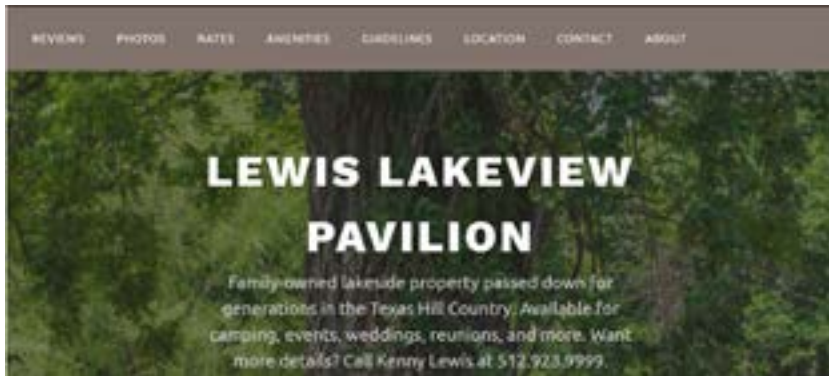 REVIEWS PHOTOS RATES AMENITIES GUIDELINES LOCATION CONTACT ABOUT
LEWIS LAKEVIEW
PAVILION
Family-owned lakeside property passed down for
generations in the Texas Hill Country. Available for
camping, events, weddings, reunions, and more. Want
more details? Call Kenny Lewis at 512.923.9999.